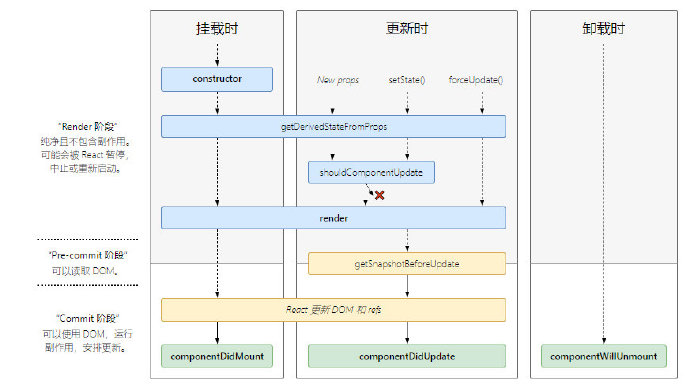 挂载时
更新时
卸载时
constructor
New props
setState()
forceUpdate()
"Render 阶段"
纯净且不包含副作用。
可能会被 React 暂停，
中止或重新启动。
getDerivedStateFromProps
shouldComponentUpdate
render
"Pre-commit 阶段"
可以读取 DOM。
getSnapshotBeforeUpdate
"Commit 阶段"
可以使用 DOM，运行
副作用，安排更新。
React 更新 DOM 和 refs
componentDidMount
componentDidUpdate
componentWillUnmount